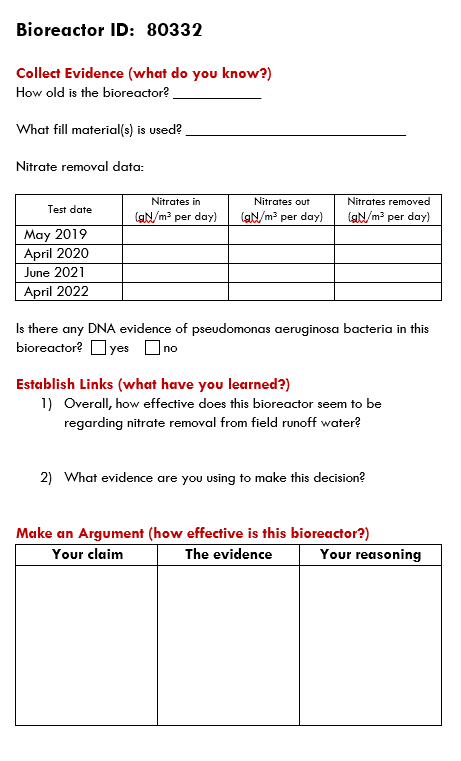 Bioreactor ID: 80332
Collect Evidence (what do you know?)
How old is the bioreactor? _____________
What fill material(s) is used? _________________________________
Nitrate removal data:
Test date
Nitrates in
(gN/m³ per day)
Nitrates out
(gN/m³ per day)
Nitrates removed
(gN/m³ per day)
May 2019
April 2020
June 2021
April 2022
Is there any DNA evidence of pseudomonas aeruginosa bacteria in this
bioreactor? ☐ yes ☐ no
Establish Links (what have you learned?)
1) Overall, how effective does this bioreactor seem to be
regarding nitrate removal from field runoff water?
2) What evidence are you using to make this decision?
Make an Argument (how effective is this bioreactor?)
Your claim The evidence Your reasoning